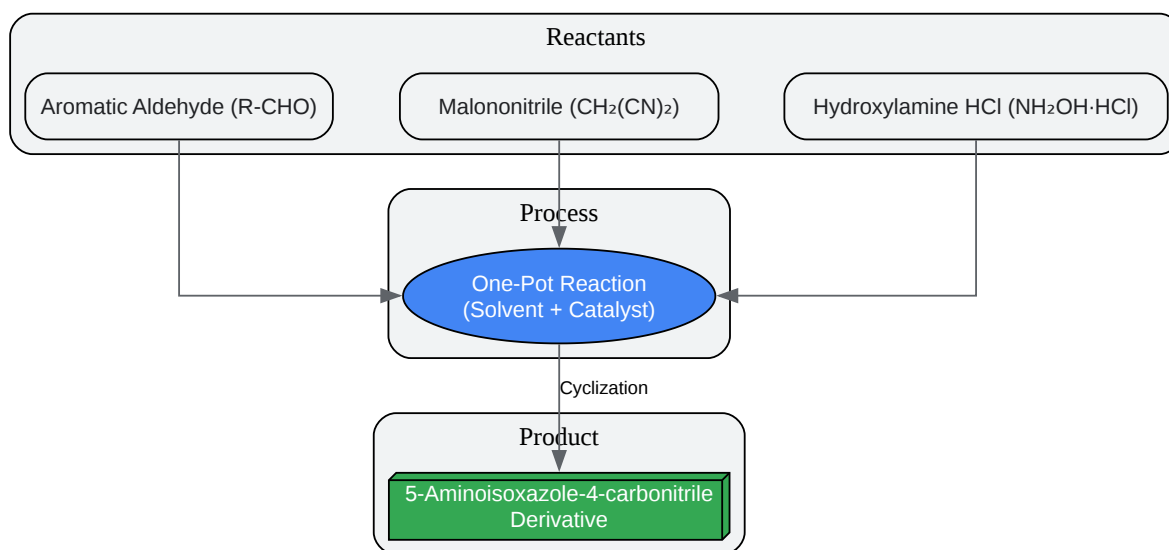 Reactants
Aromatic Aldehyde (R-CHO)
Malononitrile (CH₂(CN)₂)
Hydroxylamine HCl (NH₂OH·HCl)
Process
One-Pot Reaction
(Solvent + Catalyst)
Cyclization
Product
5-Aminoisoxazole-4-carbonitrile
Derivative